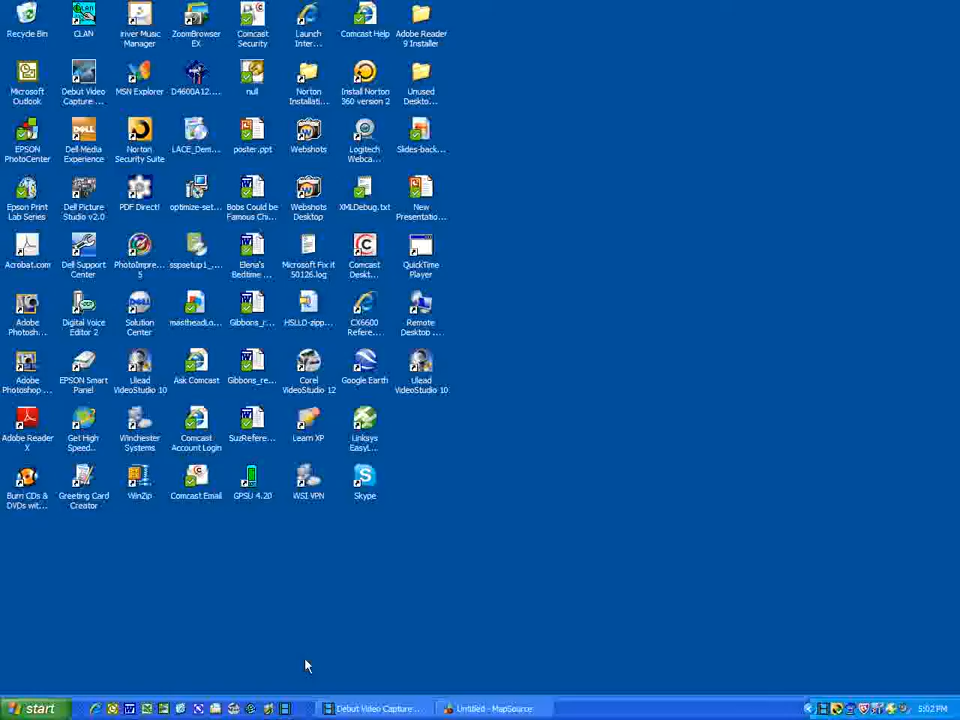 Recycle Bin
CLAN
iriver Music
Manager
ZoomBrowser
EX
Comcast
Security
Launch
Inter...
Comcast Help
Adobe Reader
9 Installer
Microsoft
Outlook
Debut Video
Capture ...
MSN Explorer
D4600A12....
null
Norton
Installati...
Install Norton
360 version 2
Unused
Deskto...
EPSON
PhotoCenter
Dell Media
Experience
Norton
Security Suite
LACE_Dem...
poster.ppt
Webshots
Logitech
Webca...
Slides-back...
Epson Print
Lab Series
Dell Picture
Studio v2.0
PDF Direct!
optimize-set...
Bobs Could be
Famous Chi...
Webshots
Desktop
XMLDebug.txt
New
Presentatio...
Acrobat.com
Dell Support
Center
PhotoImpre...
5
sspsetup1_...
Elena's
Bedtime ...
Microsoft Fix it
50126.log
Comcast
Deskt...
QuickTime
Player
Adobe
Photosh...
Digital Voice
Editor 2
Solution
Center
mastheadLo...
Gibbons_r...
HSLLO-zipp...
CX6600
Refere...
Remote
Desktop ...
Adobe
Photoshop ...
EPSON Smart
Panel
Ulead
VideoStudio 10
Ask Comcast
Gibbons_re...
Corel
VideoStudio 12
Google Earth
Ulead
VideoStudio 10
Adobe Reader
X
Get High
Speed...
Winchester
Systems
Comcast
Account Login
SuzRefere...
Learn XP
Linksys
EasyL...
Burn CDs &
DVDs wit...
Greeting Card
Creator
WinZip
Comcast Email
GPSU 4.20
WSI VPN
Skype
start
Debut Video Capture ...
Untitled - MapSource
5:02 PM